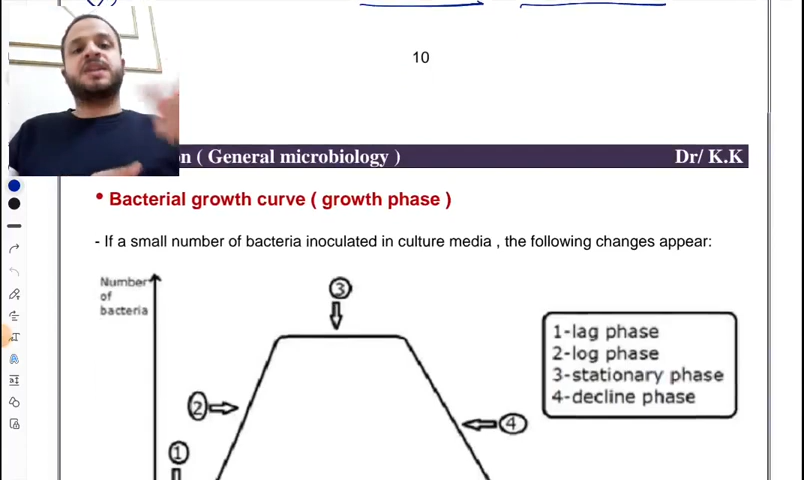 10
n ( General microbiology )
Dr/ K.K
• Bacterial growth curve ( growth phase )
- If a small number of bacteria inoculated in culture media , the following changes appear:
Number
of
bacteria
3
1-lag phase
2-log phase
3-stationary phase
4-decline phase
2
4
1